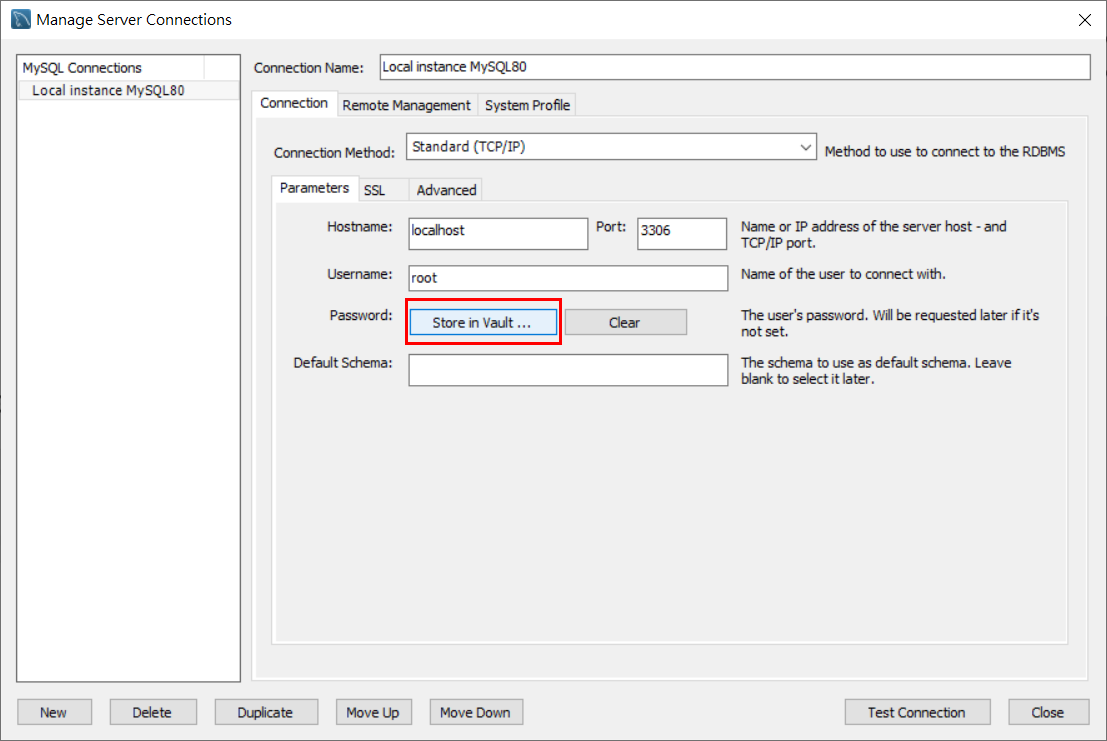 Manage Server Connections
MySQL Connections
Local instance MySQL80
Connection Name: Local instance MySQL80
Connection Remote Management System Profile
Connection Method: Standard (TCP/IP) Method to use to connect to the RDBMS
Parameters SSL Advanced
Hostname: localhost Port: 3306 Name or IP address of the server host - and
TCP/IP port.
Username: root Name of the user to connect with.
Password: Store in Vault ... Clear The user's password. Will be requested later if it's
not set.
Default Schema: The schema to use as default schema. Leave
blank to select it later.
New Delete Duplicate Move Up Move Down Test Connection Close